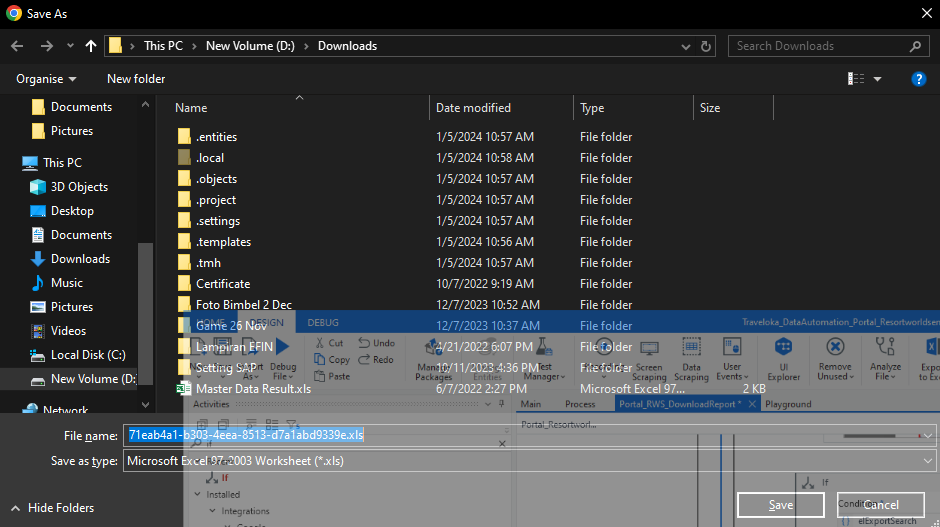 Save As
This PC > New Volume (D:) > Downloads
Search Downloads
Organise New folder
Name Date modified Type Size
Documents
Pictures
This PC
3D Objects
Desktop
Documents
Downloads
Music
Pictures
Videos
Local Disk (C:)
New Volume (D:
Network
.entities 1/5/2024 10:57 AM File folder
.local 1/5/2024 10:58 AM File folder
.objects 1/5/2024 10:57 AM File folder
.project 1/5/2024 10:57 AM File folder
.settings 1/5/2024 10:57 AM File folder
.templates 1/5/2024 10:56 AM File folder
.tmh 1/5/2024 10:57 AM File folder
Certificate 10/7/2022 9:19 AM File folder
Foto Bimbel 2 Dec 12/7/2023 10:52 AM File folder
Game 26 Nov 12/7/2023 10:37 AM File folder
Lampiran EFIN 4/21/2022 6:07 PM File folder
Setting SAP 10/11/2023 4:36 PM File folder
Master Data Result.xls 6/7/2022 2:27 PM Microsoft Excel 97... 2 KB
HOME DESIGN DEBUG Traveloka_DataAutomation_Portal_Resortworldsen
Debug File
Cut
Copy
Paste
Undo
Redo
Manage Packages
Entities
Test Manager
Screen Scraping
Data Scraping
User Events
UI Explorer
Remove Unused
Analyze File
Export to Exce
Activities
Main Process Portal_RWS_DownloadReport * Playground
Portal_Resortworl...
File name: 71eab4a1-b303-4eea-8513-d7a1abd9339e.xls
Save as type: Microsoft Excel 97-2003 Worksheet (*.xls)
If
If
Installed
Integrations
Condition
elExportSearch
Hide Folders
Save Cancel